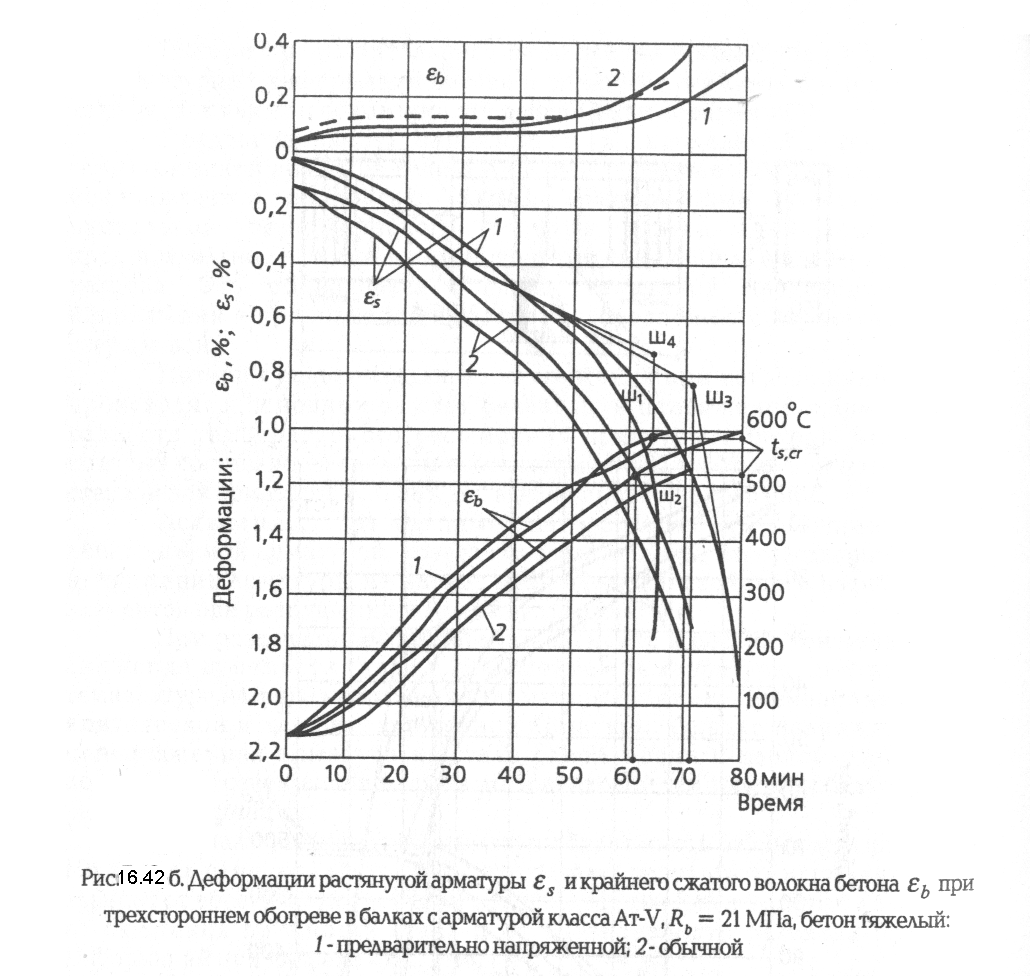 0,4
0,2
0
0,2
0,4
0,6
0,8
1,0
1,2
1,4
1,6
1,8
2,0
2,2
Деформации: εb , %; εs , %
εb
2
1
1
εs
2
Ш4
Ш1
Ш3
600°C
ts,cr
500
Ш2
εb
400
1
300
2
200
100
0 10 20 30 40 50 60 70 80 мин
Время
Рис.16.42 б. Деформации растянутой арматуры εs и крайнего сжатого волокна бетона εb при
трехстороннем обогреве в балках с арматурой класса Ат-V, Rb = 21 МПа, бетон тяжелый:
1 - предварительно напряженной; 2 - обычной